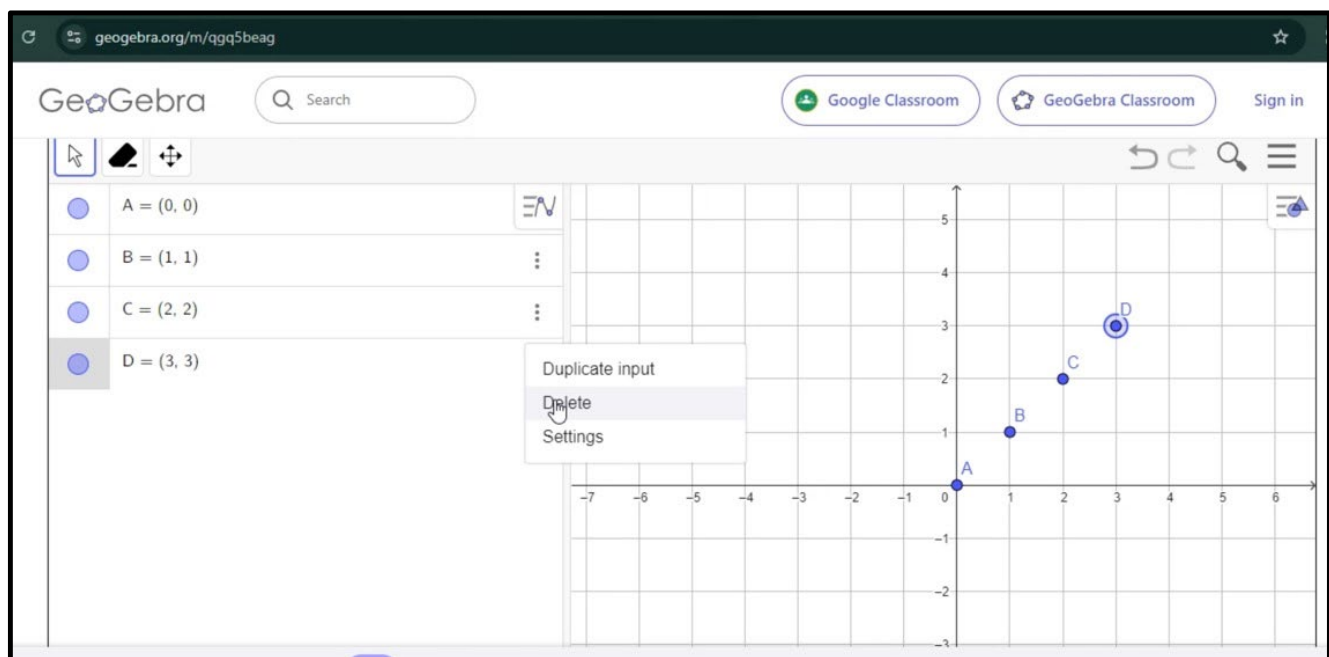 geogebra.org/m/qgq5beag
GeoGebra
Search
Google Classroom
GeoGebra Classroom
Sign in
A = (0, 0)
B = (1, 1)
C = (2, 2)
D = (3, 3)
Duplicate input
Delete
Settings
5
4
3
2
1
D
C
B
A
−7 −6 −5 −4 −3 −2 −1 0 1 2 3 4 5 6
−1
−2
−3